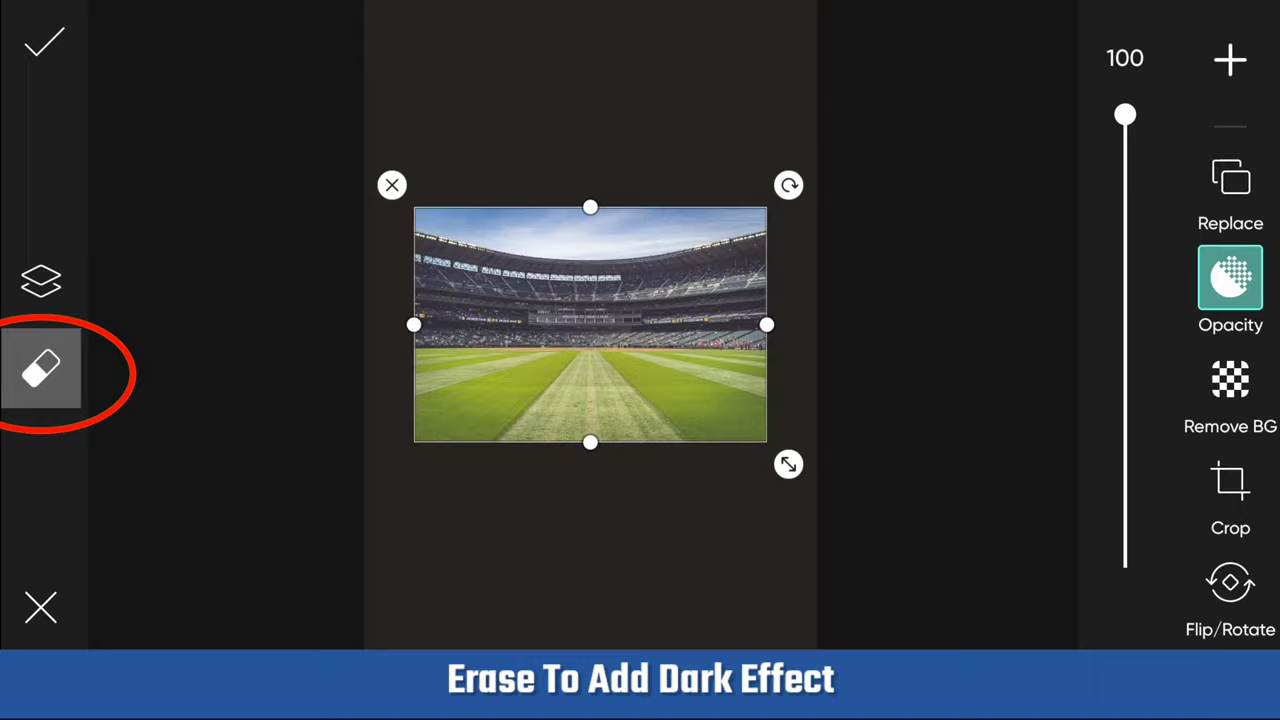 100
Replace
Opacity
Remove BG
Crop
Flip/Rotate
Erase To Add Dark Effect